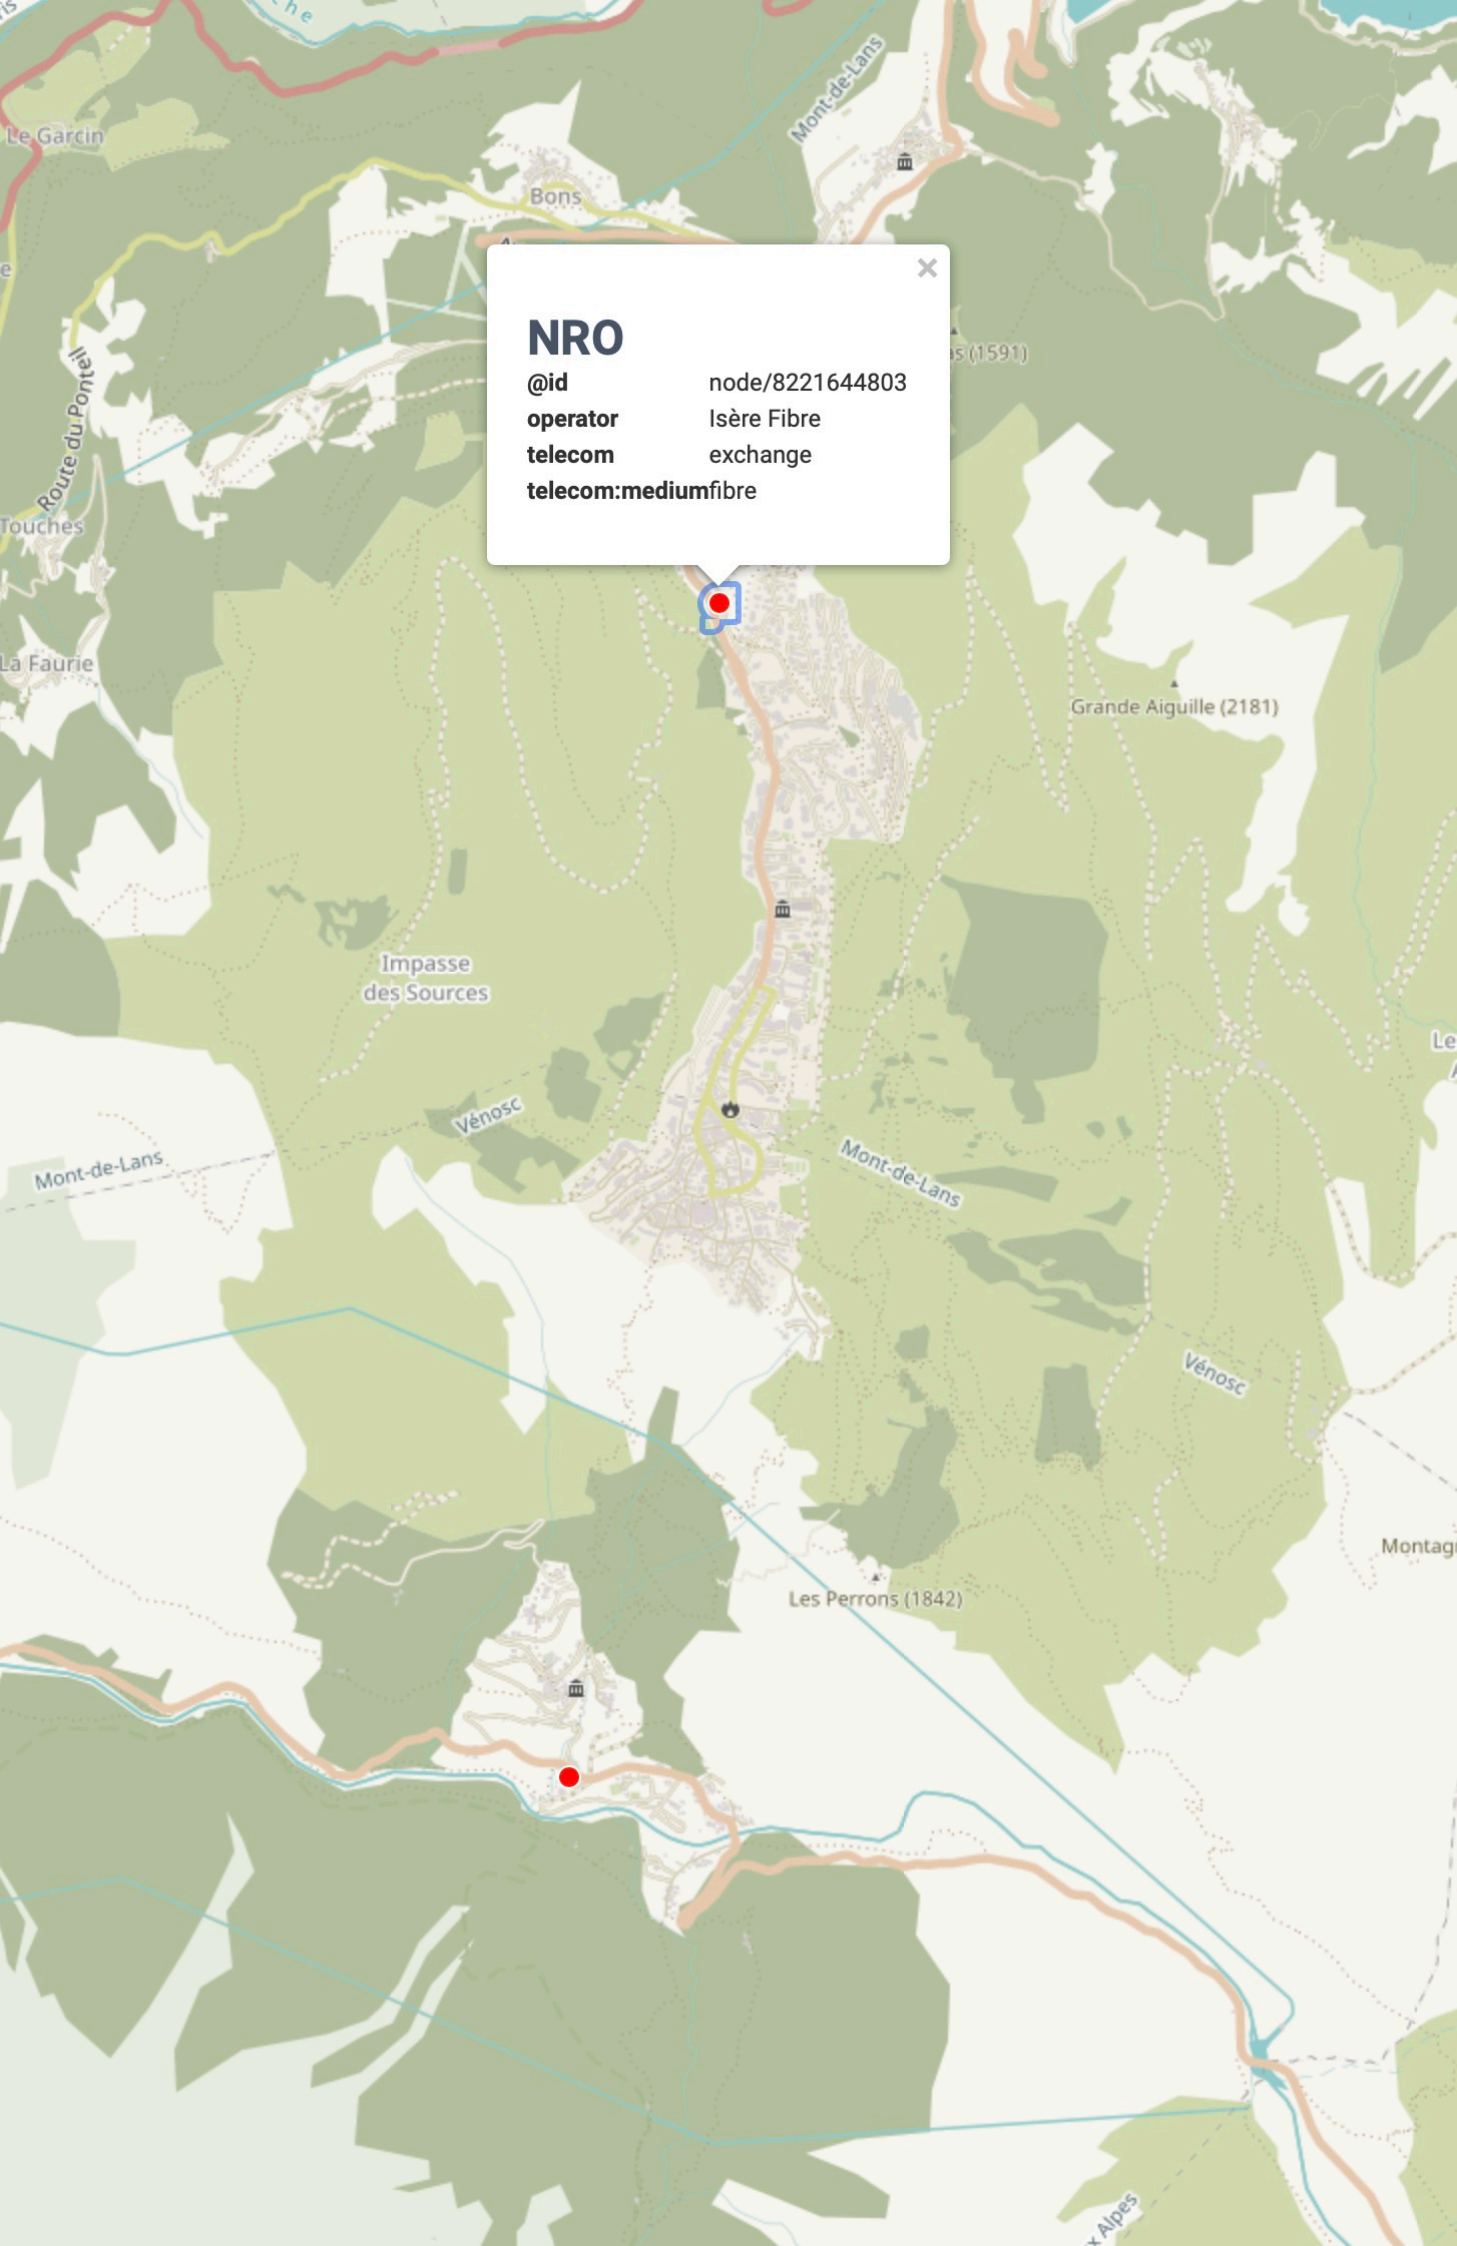 Mont-de-Lans
Le Garcin
Bons
NRO
@id node/8221644803
operator Isère Fibre
telecom exchange
telecom:medium fibre
as (1591)
Route du Ponteil
Touches
La Faurie
Grande Aiguille (2181)
Impasse
des Sources
Le
Vénosc
Mont-de-Lans
Mont-de-Lans
Vénosc
Montag
Les Perrons (1842)
x Alpes